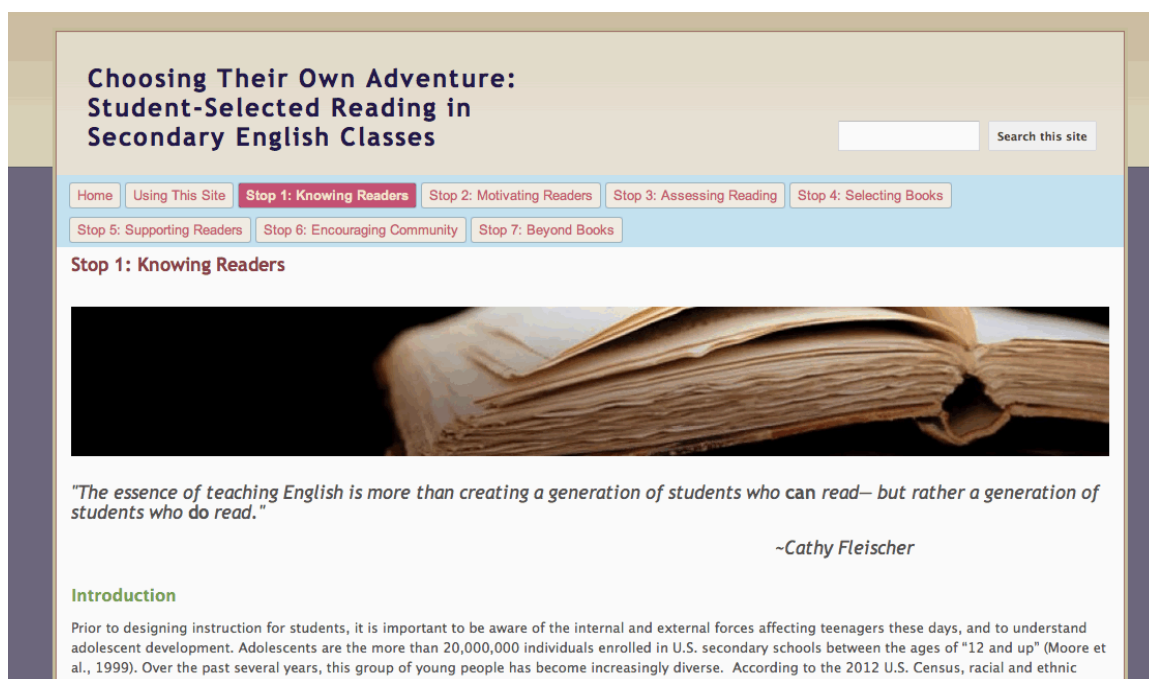 Choosing Their Own Adventure:
Student-Selected Reading in
Secondary English Classes
Search this site
Home Using This Site Stop 1: Knowing Readers Stop 2: Motivating Readers Stop 3: Assessing Reading Stop 4: Selecting Books
Stop 5: Supporting Readers Stop 6: Encouraging Community Stop 7: Beyond Books
Stop 1: Knowing Readers
"The essence of teaching English is more than creating a generation of students who can read— but rather a generation of
students who do read."
~Cathy Fleischer
Introduction
Prior to designing instruction for students, it is important to be aware of the internal and external forces affecting teenagers these days, and to understand
adolescent development. Adolescents are the more than 20,000,000 individuals enrolled in U.S. secondary schools between the ages of "12 and up" (Moore et
al., 1999). Over the past several years, this group of young people has become increasingly diverse.  According to the 2012 U.S. Census, racial and ethnic